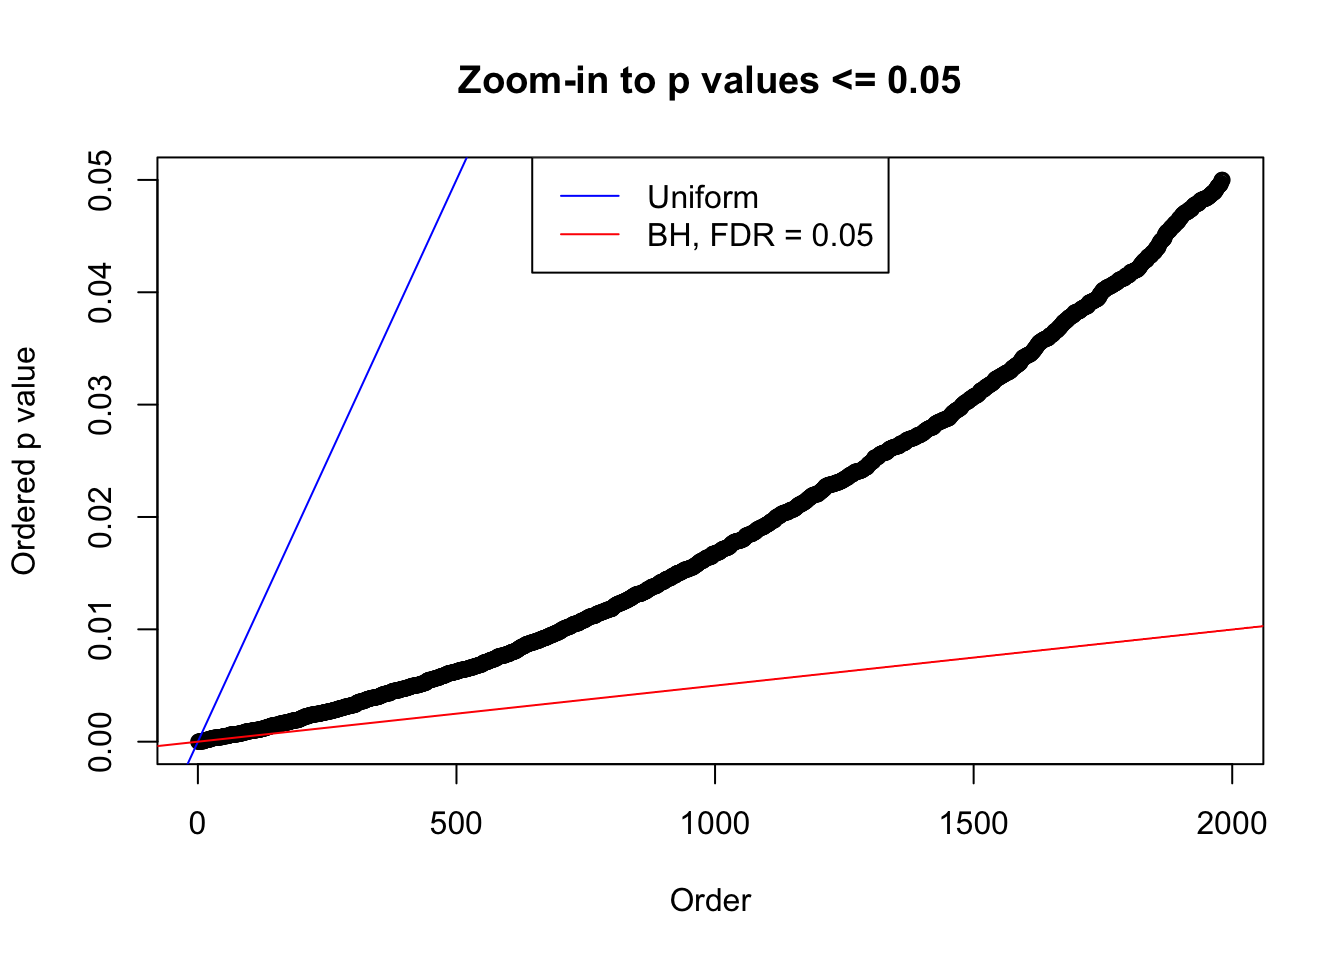 Zoom-in to p values <= 0.05
Uniform
BH, FDR = 0.05
Ordered p value
0.05
0.04
0.03
0.02
0.01
0.00
0 500 1000 1500 2000
Order